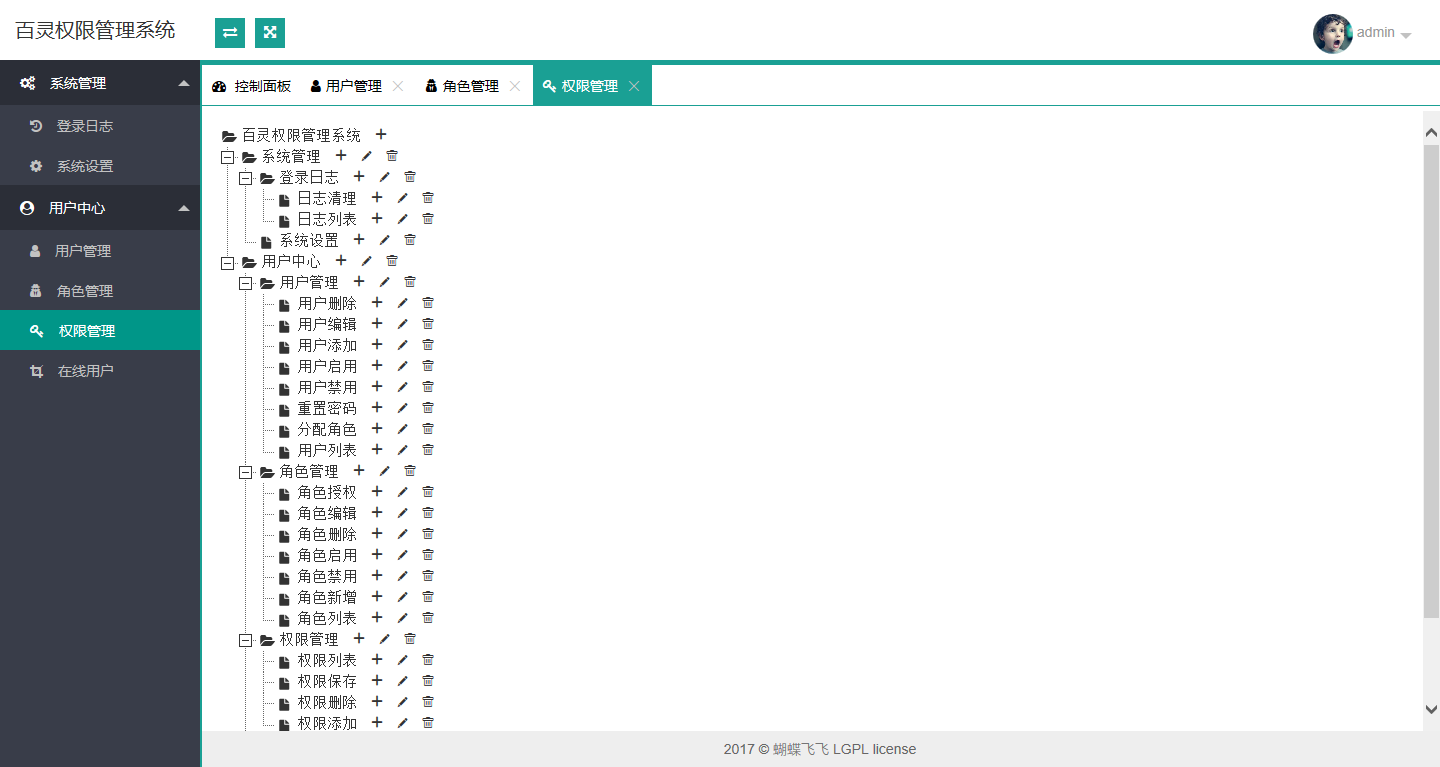 百灵权限管理系统
admin
系统管理
登录日志
系统设置
用户中心
用户管理
角色管理
权限管理
在线用户
控制面板 用户管理 角色管理 权限管理
百灵权限管理系统
系统管理
登录日志
日志清理
日志列表
系统设置
用户中心
用户管理
用户删除
用户编辑
用户添加
用户启用
用户禁用
重置密码
分配角色
用户列表
角色管理
角色授权
角色编辑
角色删除
角色启用
角色禁用
角色新增
角色列表
权限管理
权限列表
权限保存
权限删除
权限添加
2017 © 蝴蝶飞飞 LGPL license